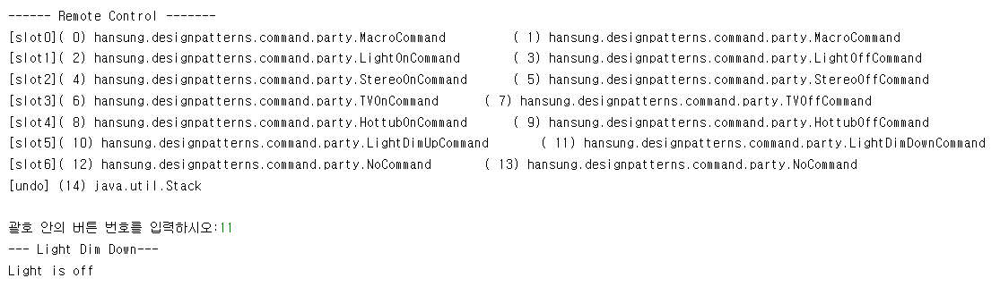 ------ Remote Control -------
[slot0]( 0) hansung.designpatterns.command.party.MacroCommand ( 1) hansung.designpatterns.command.party.MacroCommand
[slot1]( 2) hansung.designpatterns.command.party.LightOnCommand ( 3) hansung.designpatterns.command.party.LightOffCommand
[slot2]( 4) hansung.designpatterns.command.party.StereoOnCommand ( 5) hansung.designpatterns.command.party.StereoOffCommand
[slot3]( 6) hansung.designpatterns.command.party.TVOnCommand ( 7) hansung.designpatterns.command.party.TVOffCommand
[slot4]( 8) hansung.designpatterns.command.party.HottubOnCommand ( 9) hansung.designpatterns.command.party.HottubOffCommand
[slot5]( 10) hansung.designpatterns.command.party.LightDimUpCommand ( 11) hansung.designpatterns.command.party.LightDimDownCommand
[slot6]( 12) hansung.designpatterns.command.party.NoCommand ( 13) hansung.designpatterns.command.party.NoCommand
[undo] (14) java.util.Stack
괄호 안의 버튼 번호를 입력하시오:11
--- Light Dim Down---
Light is off